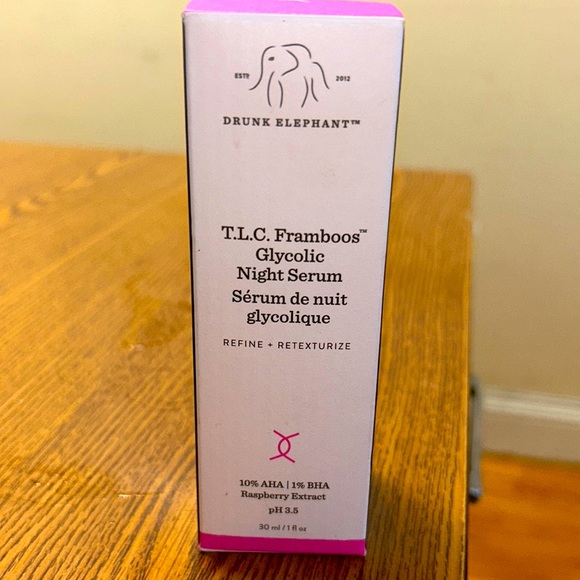 ESTD 2012
DRUNK ELEPHANT™
T.L.C. Framboos™
Glycolic
Night Serum
Sérum de nuit
glycolique
REFINE + RETEXTURIZE
10% AHA | 1% BHA
Raspberry Extract
pH 3.5
30 ml / 1 fl oz